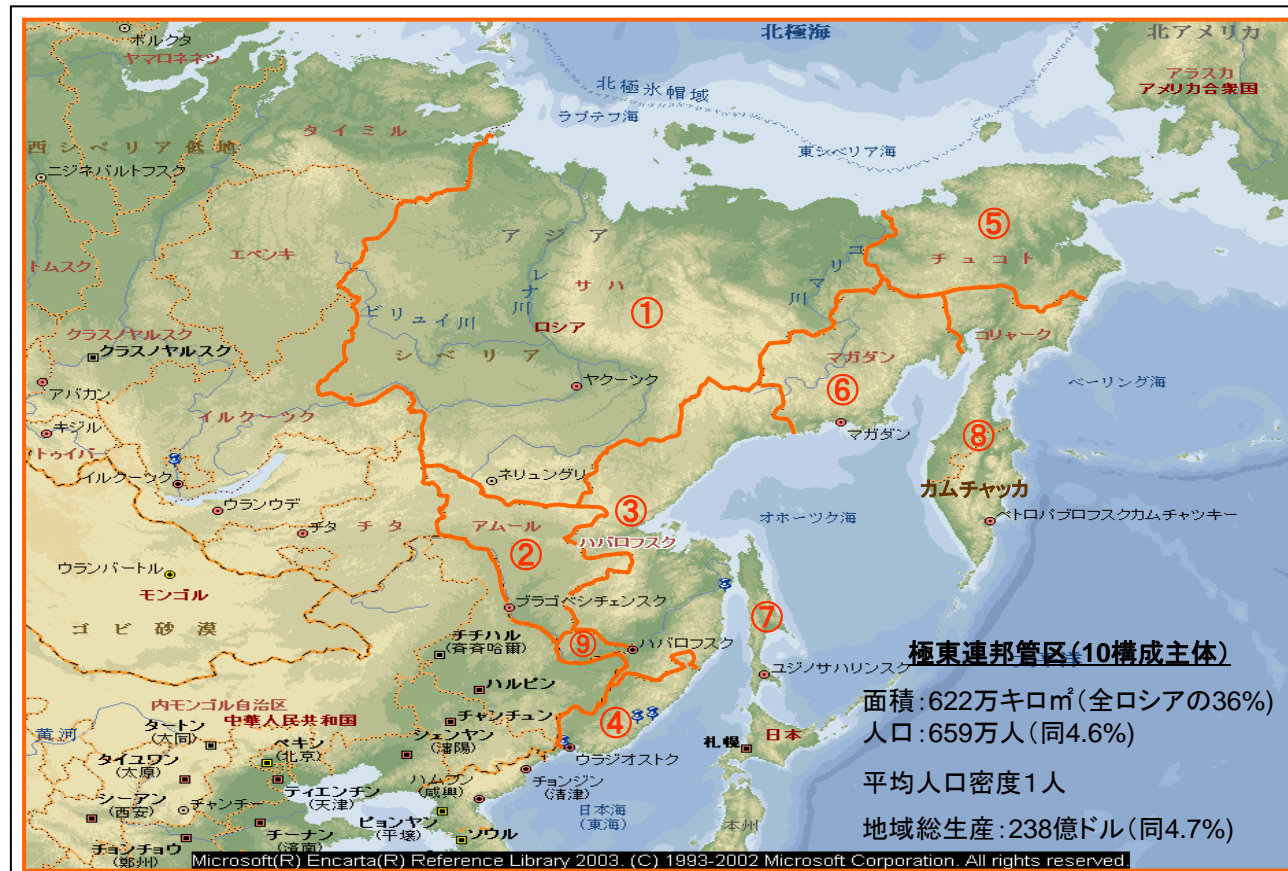 北極海
北アメリカ
ボルクタ
ヤマロネネツ
アラスカ
アメリカ合衆国
北極氷帽域
ラプテフ海
タイミル
東シベリア海
西シベリア低地
ニジネバルトフスク
⑤
アジア
エベンキ
チュコト
トムスク
コリマ川
レナ川
サハ
①
ビリュイ川
ロシア
クラスノヤルスク
クラスノヤルスク
シベリア
コリャーク
マガダン
ヤクーツク
⑥
ベーリング海
アバカン
イルクーツク
マガダン
キジル
⑧
トゥイバー
イルクーツク
ネリュングリ
カムチャッカ
ウランウデ
③
オホーツク海
ペトロパブロフスクカムチャツキー
チタ
チタ
アムール
ハバロフスク
②
ウランバートル
モンゴル
ブラゴベシチェンスク
⑦
ゴビ砂漠
チチハル
(斉斉哈爾)
⑨
ハバロフスク
極東連邦管区(10構成主体)
ユジノサハリンスク
ハルビン
面積:622万キロ㎡(全ロシアの36%)
内モンゴル自治区
中華人民共和国
チャンチュン
④
人口:659万人(同4.6%)
黄河
タートン
(大同)
ペキン
(北京)
シェンヤン
(瀋陽)
ウラジオストク
札幌
日本
タイユワン
(太原)
ハムフン
(咸興)
チョンジン
(清津)
平均人口密度1人
シーアン
(西安)
チャンチー
ティエンチン
(天津)
日本海
(東海)
ピョンヤン
(平壌)
ソウル
本州
地域総生産:238億ドル(同4.7%)
チョンチョウ
(鄭州)
チーナン
(済南)
Microsoft(R) Encarta(R) Reference Library 2003. (C) 1993-2002 Microsoft Corporation. All rights reserved.